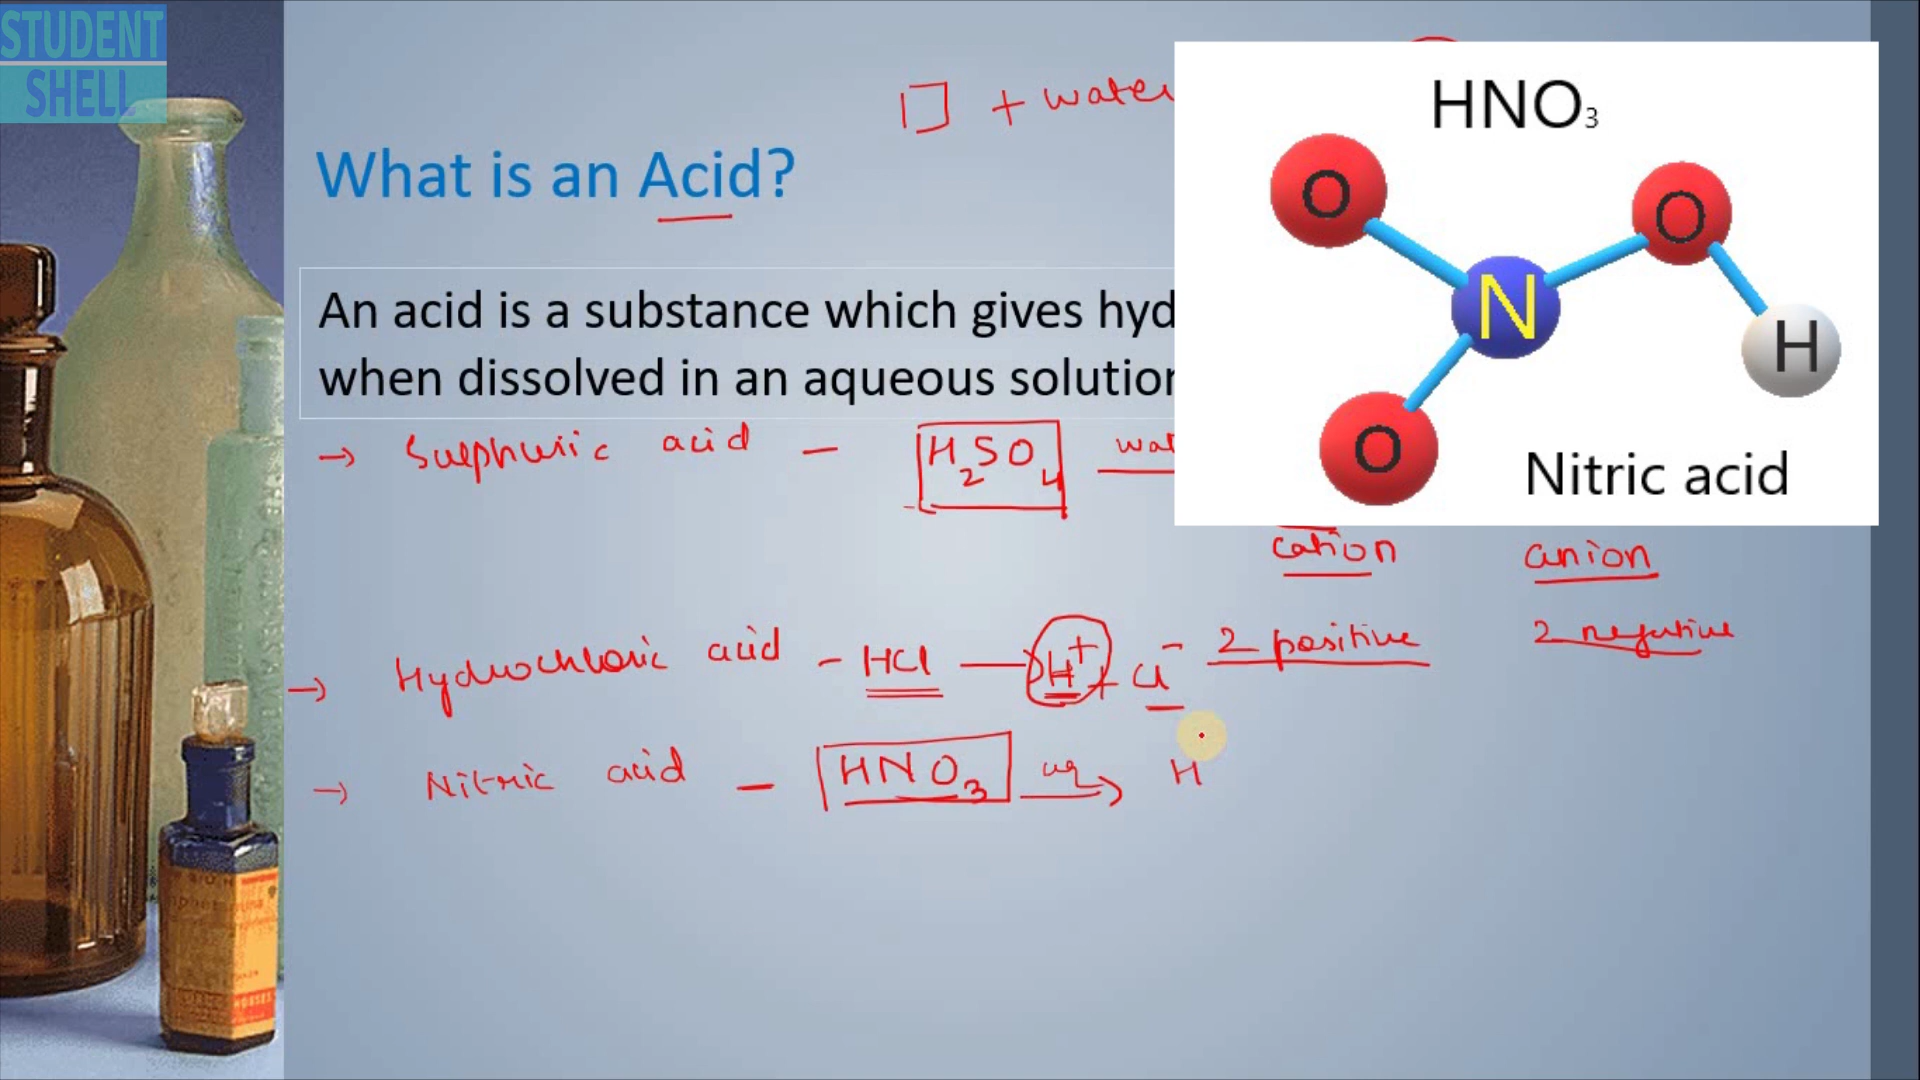 STUDENT
SHELL
□ + water
What is an Acid?
An acid is a substance which gives hyd
when dissolved in an aqueous solution
HNO₃
O
O
N
H
O
Nitric acid
→ Sulphuric acid – H₂SO₄ wat
cation anion
2 positive 2 negative
→ Hydrochloric acid – HCl → H⁺ + Cl⁻
→ Nitric acid – HNO₃ aq→ H